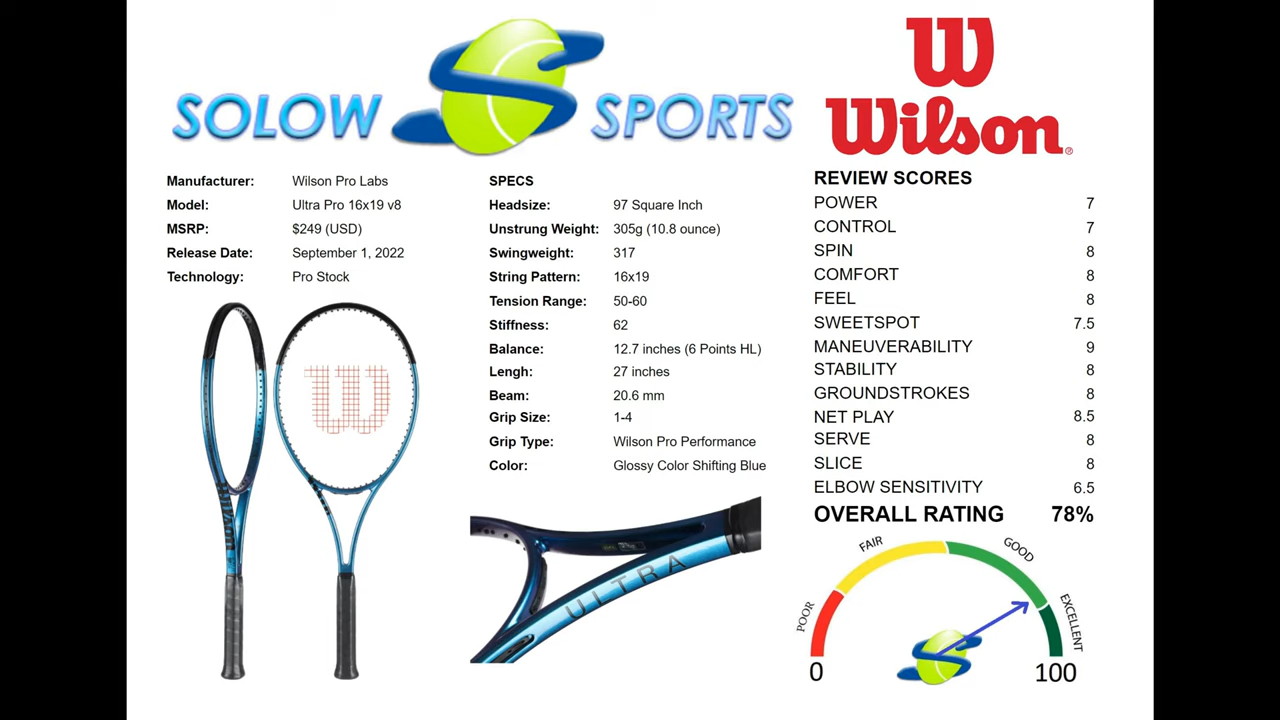 SOLOW SPORTS
Wilson
Manufacturer: Wilson Pro Labs
Model: Ultra Pro 16x19 v8
MSRP: $249 (USD)
Release Date: September 1, 2022
Technology: Pro Stock
SPECS
Headsize: 97 Square Inch
Unstrung Weight: 305g (10.8 ounce)
Swingweight: 317
String Pattern: 16x19
Tension Range: 50-60
Stiffness: 62
Balance: 12.7 inches (6 Points HL)
Lengh: 27 inches
Beam: 20.6 mm
Grip Size: 1-4
Grip Type: Wilson Pro Performance
Color: Glossy Color Shifting Blue
ULTRA
REVIEW SCORES
POWER 7
CONTROL 7
SPIN 8
COMFORT 8
FEEL 8
SWEETSPOT 7.5
MANEUVERABILITY 9
STABILITY 8
GROUNDSTROKES 8
NET PLAY 8.5
SERVE 8
SLICE 8
ELBOW SENSITIVITY 6.5
OVERALL RATING 78%
POOR
FAIR
GOOD
EXCELLENT
0
100